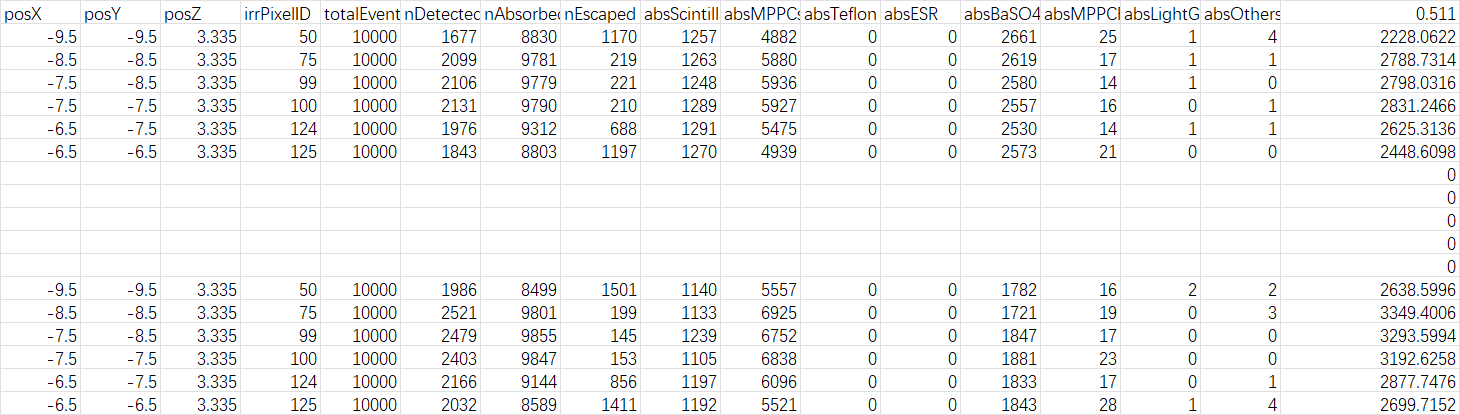 posX posY posZ irrPixelID totalEvent nDetected nAbsorbed nEscaped absScintill absMPPCs absTeflon absESR absBaSO4 absMPPCl absLightG absOthers 0.511
-9.5 -9.5 3.335 50 10000 1677 8830 1170 1257 4882 0 0 2661 25 1 4 2228.0622
-8.5 -9.5 3.335 75 10000 2099 9781 219 1263 5880 0 0 2619 17 1 1 2788.7314
-7.5 -8.5 3.335 99 10000 2106 9779 221 1248 5936 0 0 2580 14 1 0 2798.0316
-7.5 -7.5 3.335 100 10000 2131 9790 210 1289 5927 0 0 2557 16 0 1 2831.2466
-6.5 -7.5 3.335 124 10000 1976 9312 688 1291 5475 0 0 2530 14 1 1 2625.3136
-6.5 -6.5 3.335 125 10000 1843 8803 1197 1270 4939 0 0 2573 21 0 0 2448.6098
0
0
0
0
0
-9.5 -9.5 3.335 50 10000 1986 8499 1501 1140 5557 0 0 1782 16 2 2 2638.5996
-8.5 -9.5 3.335 75 10000 2521 9801 199 1133 6925 0 0 1721 19 0 3 3349.4006
-7.5 -8.5 3.335 99 10000 2479 9855 145 1239 6752 0 0 1847 17 0 0 3293.5994
-7.5 -7.5 3.335 100 10000 2403 9847 153 1105 6838 0 0 1881 23 0 0 3192.6258
-6.5 -7.5 3.335 124 10000 2166 9144 856 1197 6096 0 0 1833 17 0 1 2877.7476
-6.5 -6.5 3.335 125 10000 2032 8589 1411 1192 5521 0 0 1843 28 1 4 2699.7152